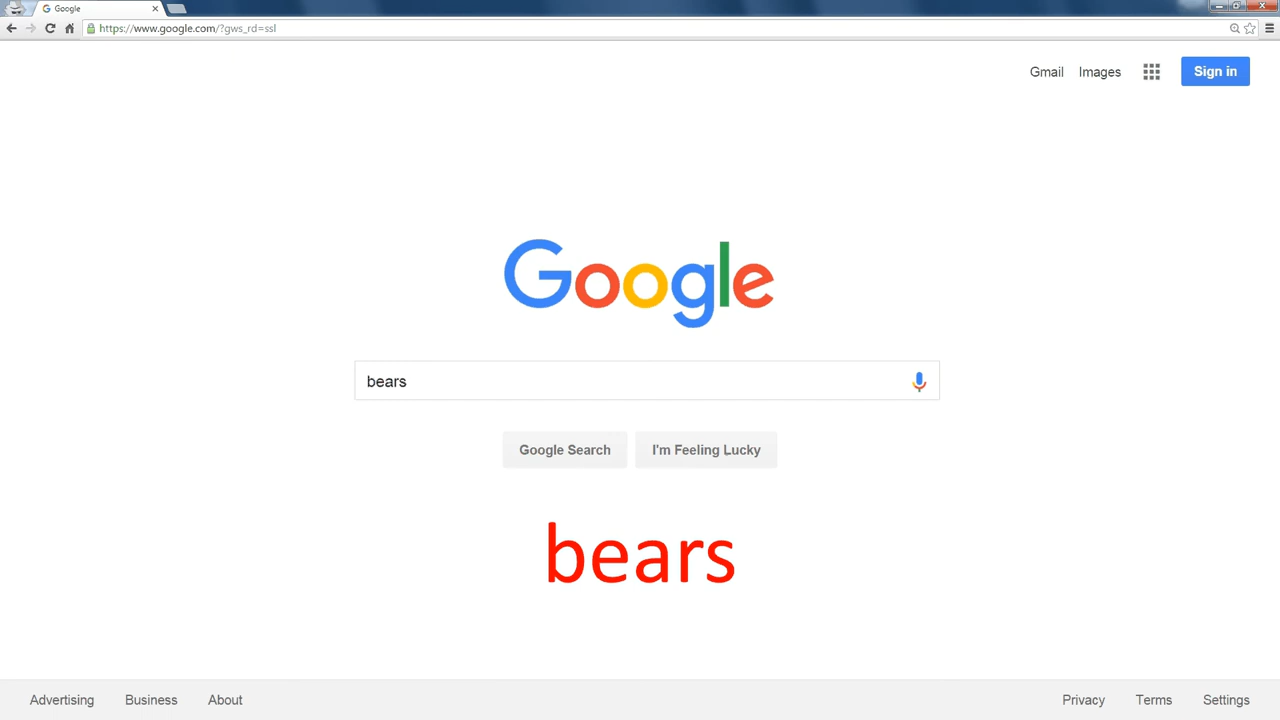 Google
https://www.google.com/?gws_rd=ssl
Gmail Images Sign in
Google
bears
Google Search I'm Feeling Lucky
bears
Advertising Business About Privacy Terms Settings